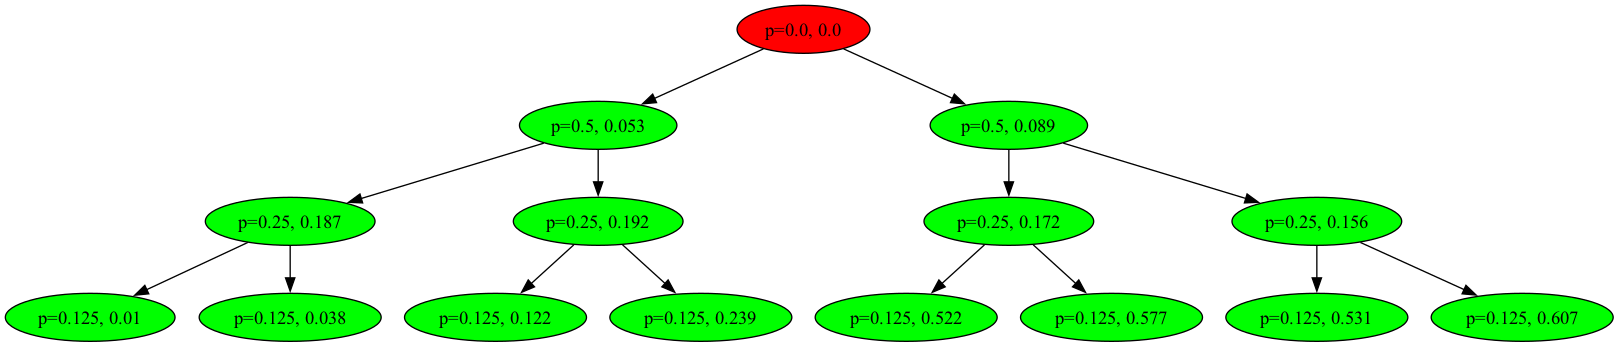 p=0.0, 0.0
p=0.5, 0.053
p=0.5, 0.089
p=0.25, 0.187
p=0.25, 0.192
p=0.25, 0.172
p=0.25, 0.156
p=0.125, 0.01
p=0.125, 0.038
p=0.125, 0.122
p=0.125, 0.239
p=0.125, 0.522
p=0.125, 0.577
p=0.125, 0.531
p=0.125, 0.607